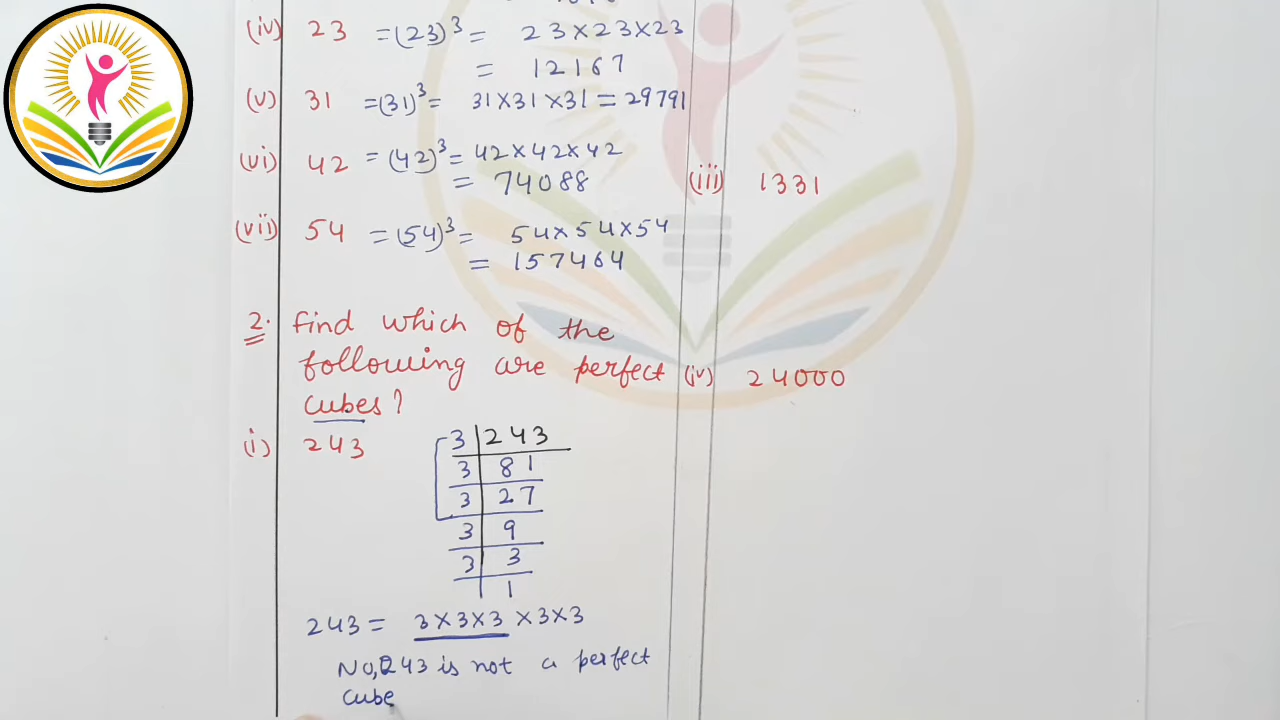 (iv) 23 =(23)³ = 23×23×23
= 12167
(v) 31 =(31)³= 31×31×31 = 29791
(vi) 42 = (42)³= 42×42×42
= 74088
(vii) 54 = (54)³= 54×54×54
= 157464
2. Find which of the
following are perfect
cubes?
(i) 243
3 243
3 81
3 27
3 9
3 3
1
243 = 3×3×3 ×3×3
No,243 is not a perfect
cube
(iii) 1331
(iv) 24000